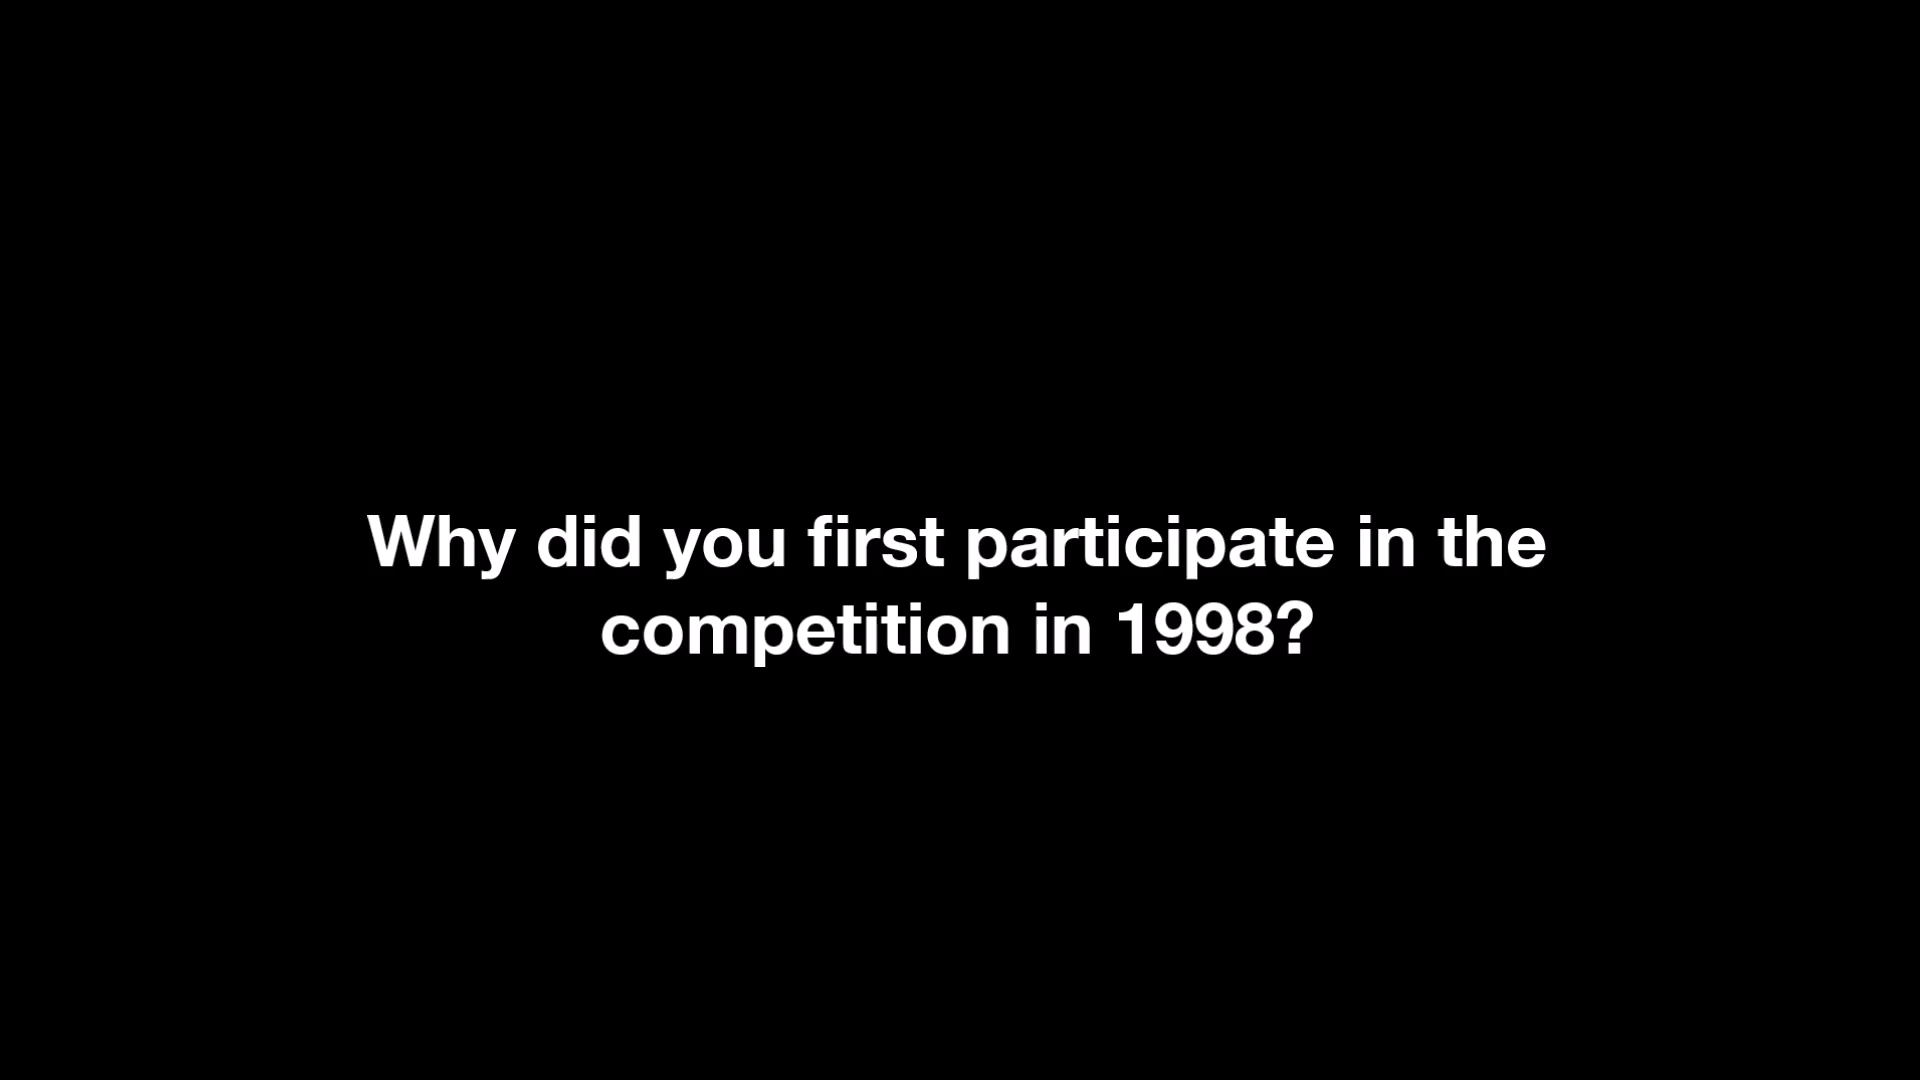 Why did you first participate in the
competition in 1998?